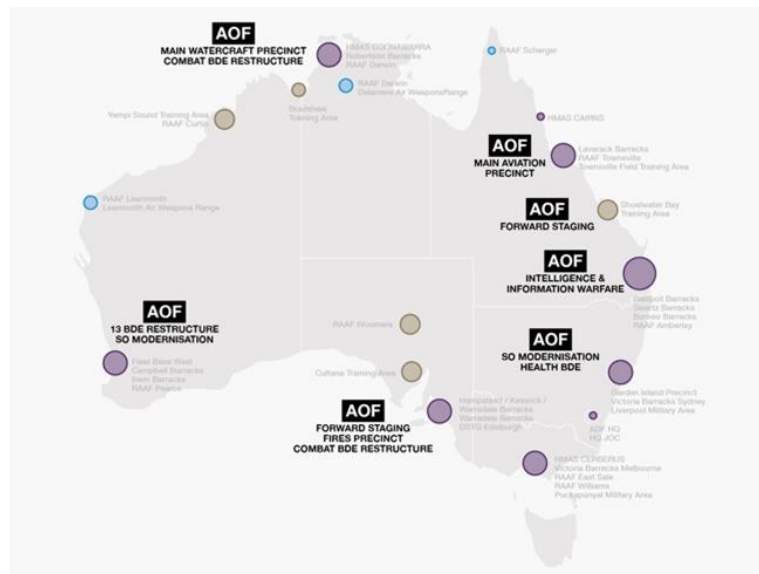 AOF
MAIN WATERCRAFT PRECINCT
COMBAT BDE RESTRUCTURE
HMAS COONAWARRA
Robertson Barracks
RAAF Darwin
RAAF Scherger
RAAF Darwin
Delamere Air WeaponsRange
Bradshaw
Training Area
Yampi Sound Training Area
RAAF Curtin
HMAS CAIRNS
AOF
MAIN AVIATION
PRECINCT
Lavarack Barracks
RAAF Townsville
Townsville Field Training Area
RAAF Learmonth
Learmonth Air Weapons Range
AOF
FORWARD STAGING
Shoalwater Bay
Training Area
AOF
INTELLIGENCE &
INFORMATION WARFARE
Gallipoli Barracks
Swartz Barracks
Borneo Barracks
RAAF Amberley
AOF
13 BDE RESTRUCTURE
SO MODERNISATION
Fleet Base West
Campbell Barracks
Irwin Barracks
RAAF Pearce
RAAF Woomera
Cultana Training Area
AOF
SO MODERNISATION
HEALTH BDE
Garden Island Precinct
Victoria Barracks Sydney
Liverpool Military Area
AOF
FORWARD STAGING
FIRES PRECINCT
COMBAT BDE RESTRUCTURE
Hampstead / Keswick /
Warradale Barracks
Warradale Barracks
Edinburgh
ADF HQ
HQ JOC
HMAS CERBERUS
Victoria Barracks Melbourne
RAAF East Sale
RAAF Williams
Puckapunyal Military Area